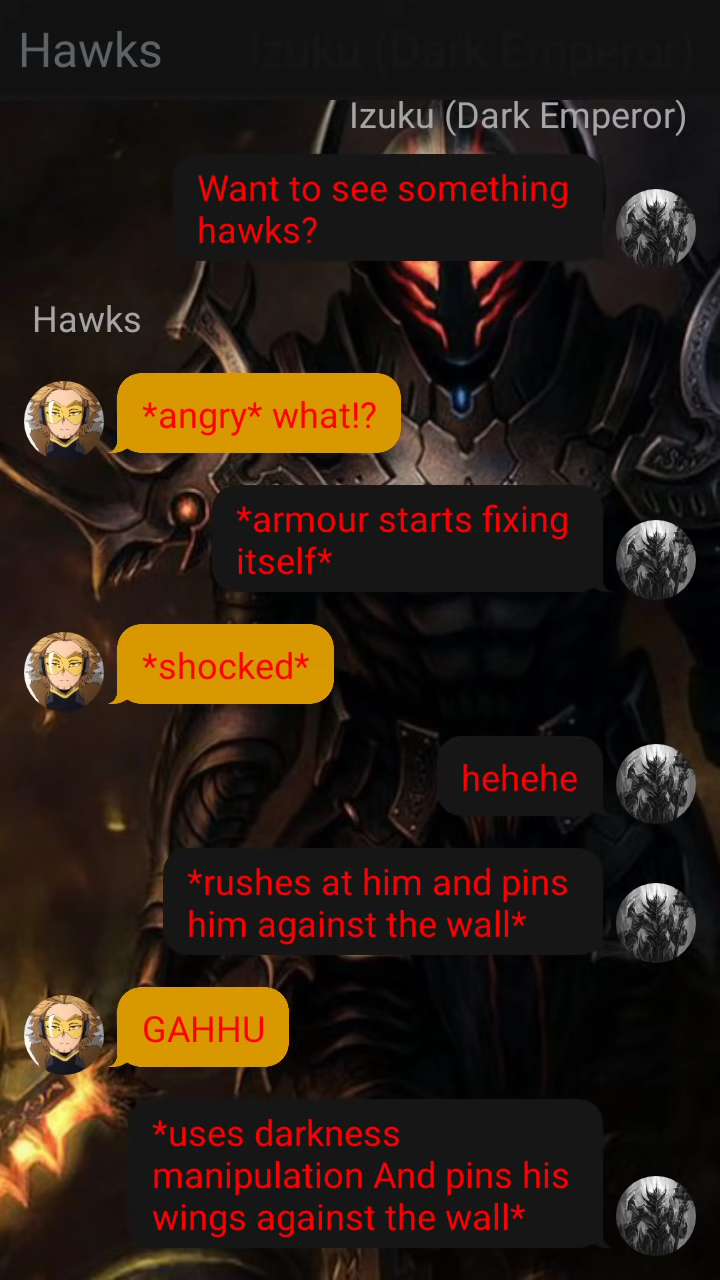 Hawks
Izuku (Dark Emperor)
Izuku (Dark Emperor)
Want to see something
hawks?
Hawks
*angry* what!?
*armour starts fixing
itself*
*shocked*
hehehe
*rushes at him and pins
him against the wall*
GAHHU
*uses darkness
manipulation And pins his
wings against the wall*